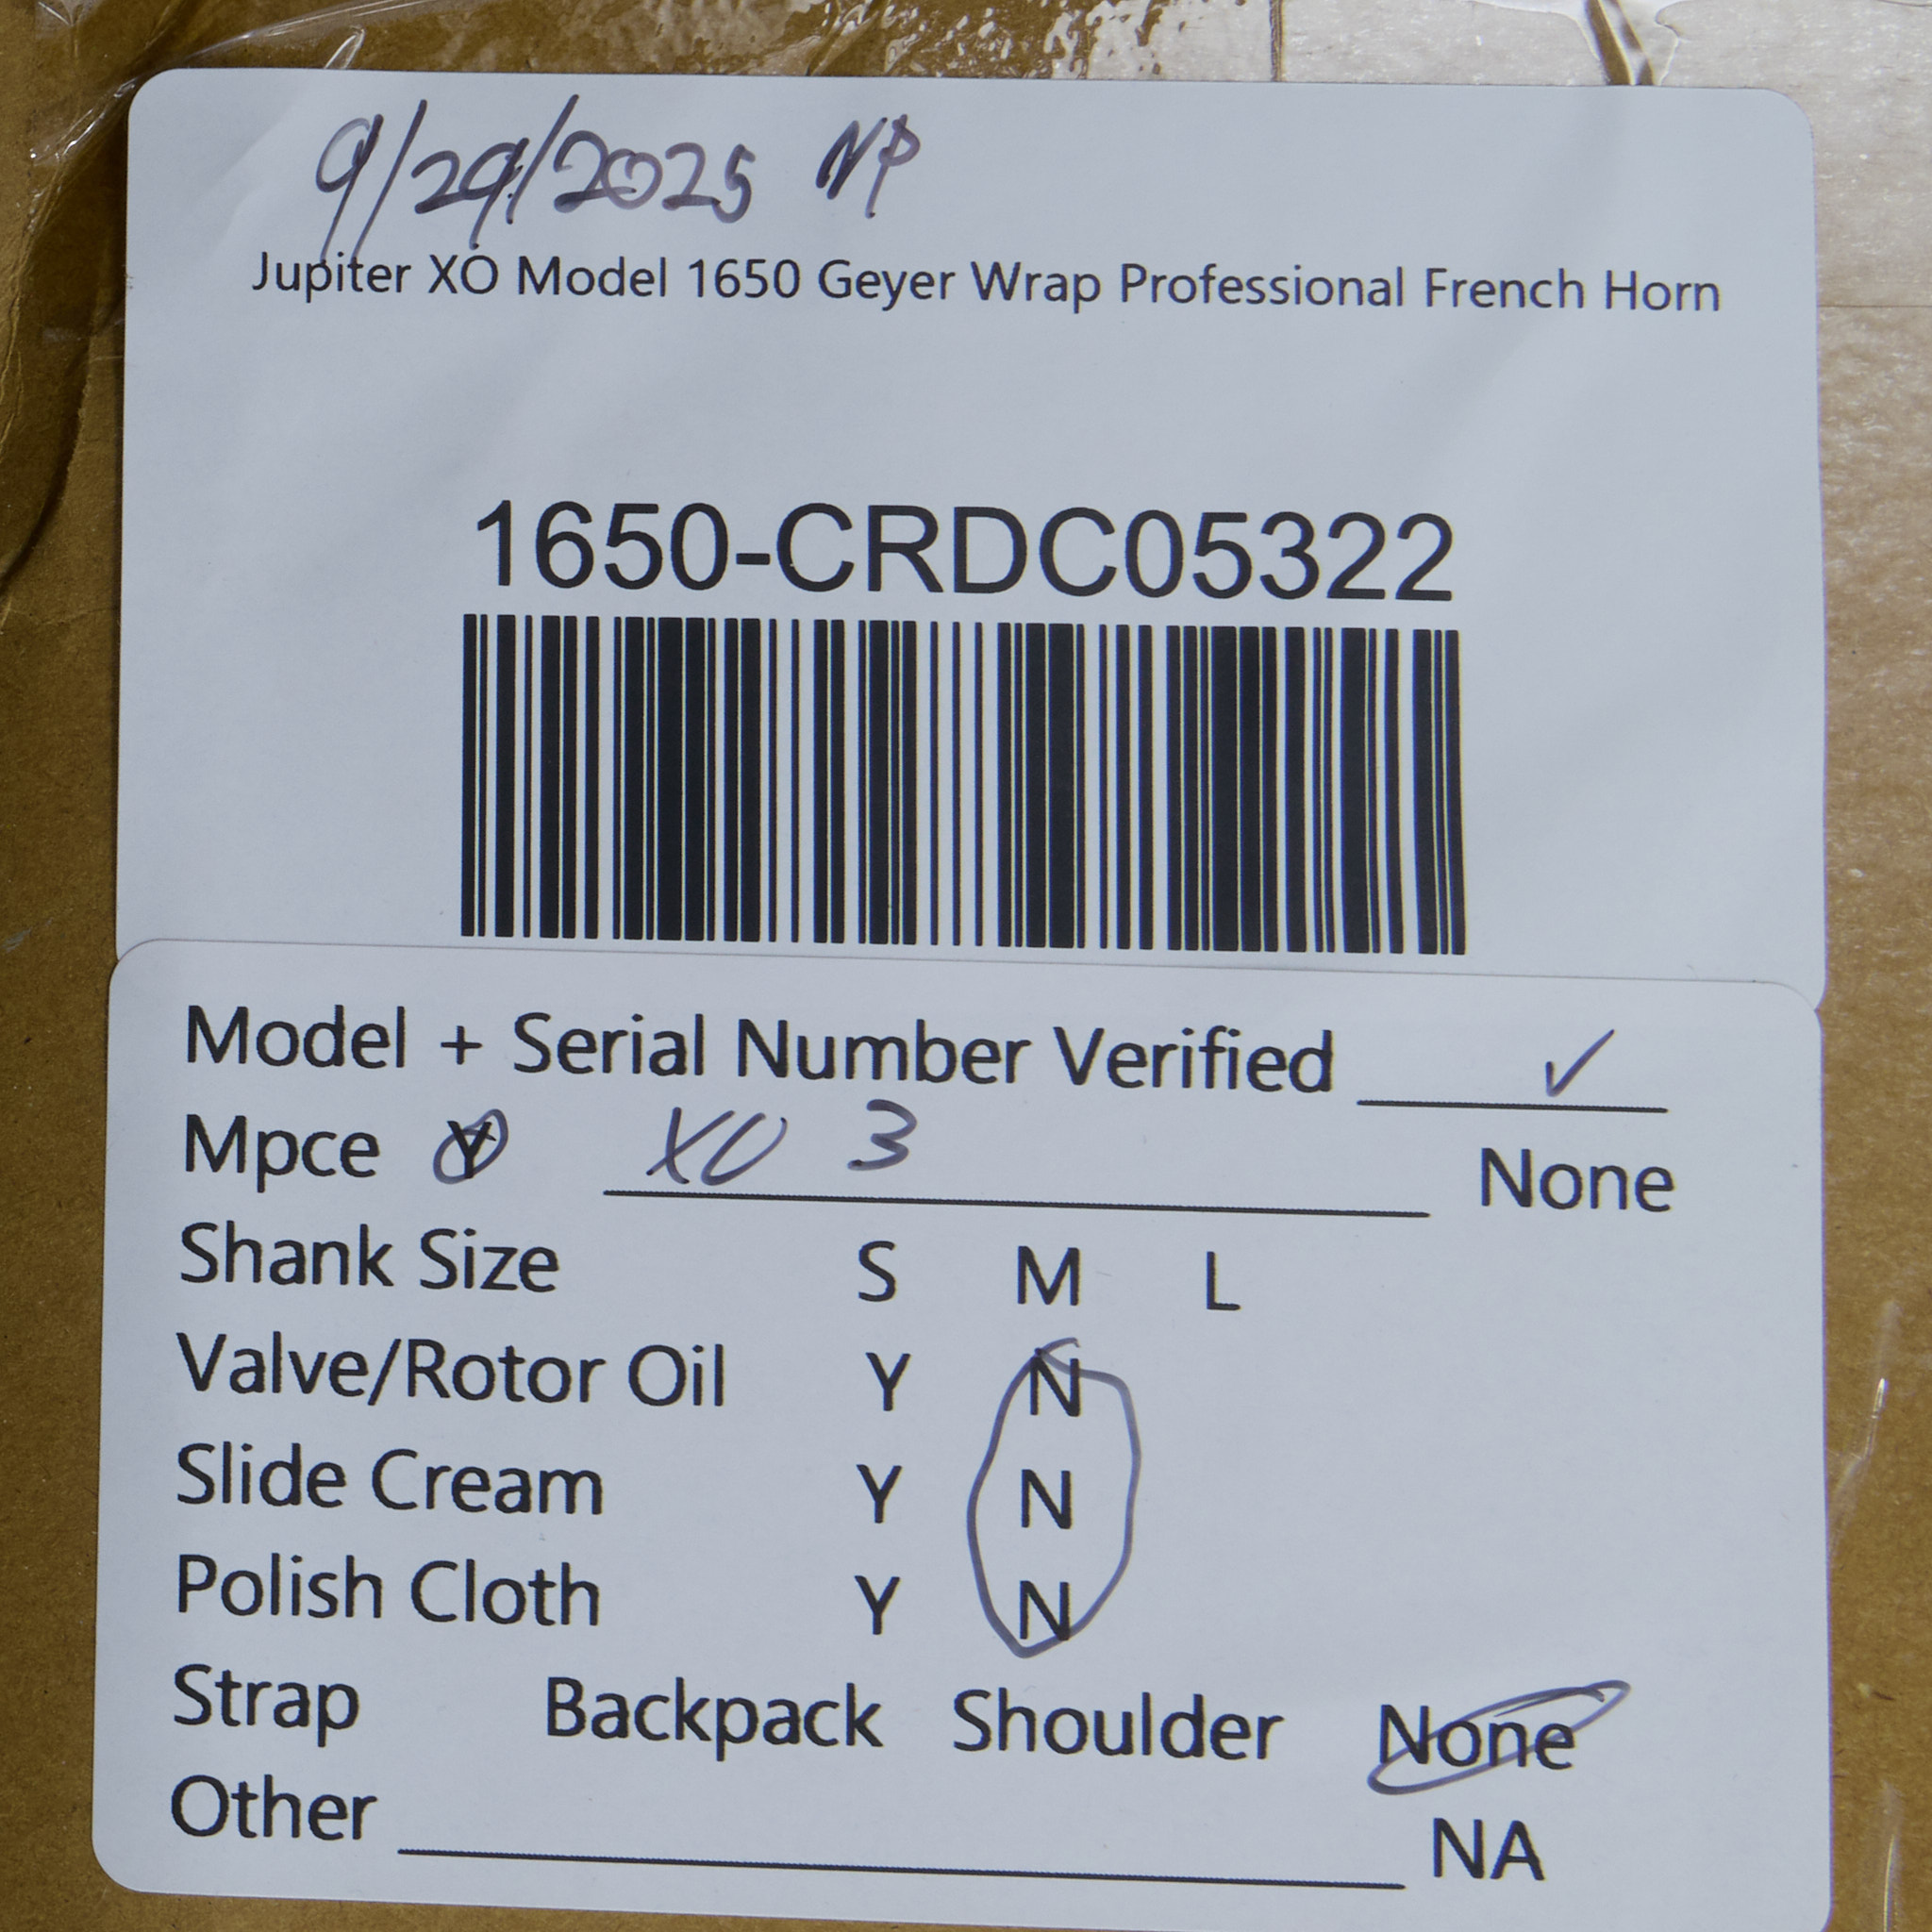 9/29/2025 NP
Jupiter XO Model 1650 Geyer Wrap Professional French Horn
1650-CRDC05322
Model + Serial Number Verified ✓
Mpce Y XO 3 None
Shank Size S M L
Valve/Rotor Oil Y N
Slide Cream Y N
Polish Cloth Y N
Strap Backpack Shoulder None
Other NA